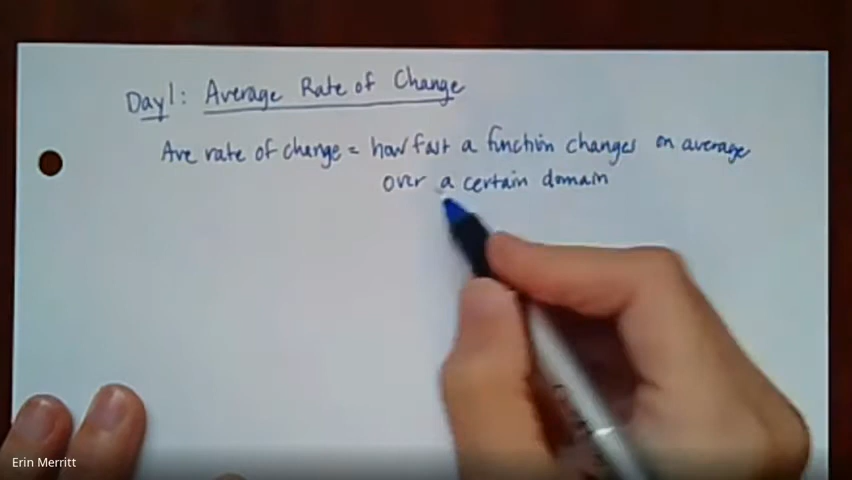 Day 1: Average Rate of Change
Ave rate of change = how fast a function changes on average
over a certain domain
Erin Merritt